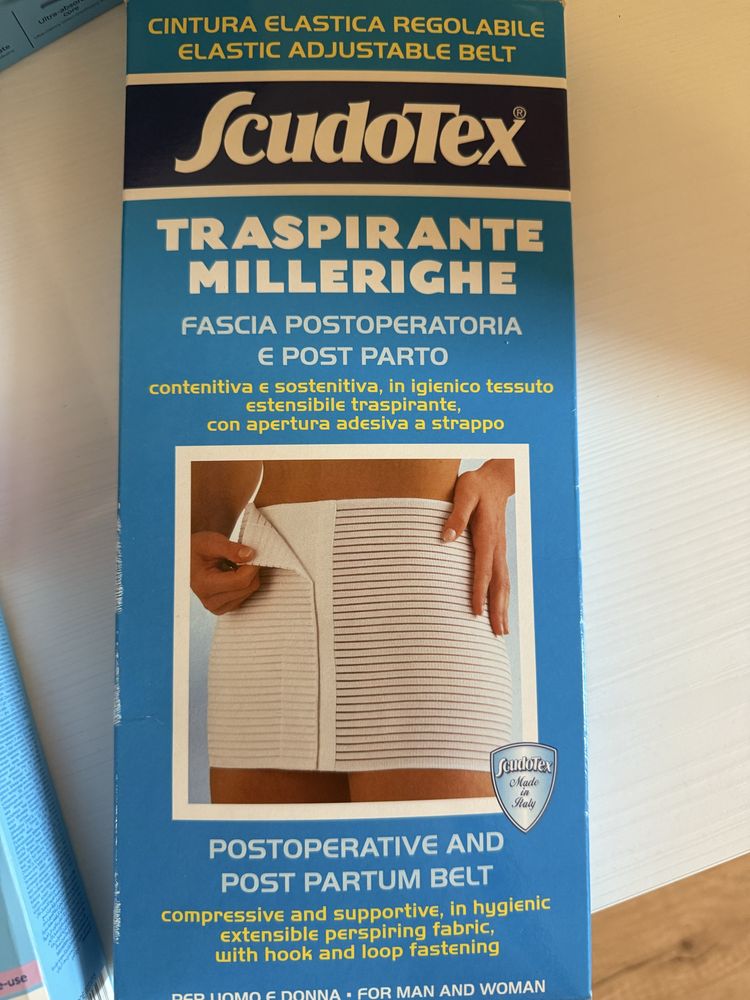 CINTURA ELASTICA REGOLABILE
ELASTIC ADJUSTABLE BELT
ScudoTex®
TRASPIRANTE
MILLERIGHE
FASCIA POSTOPERATORIA
E POST PARTO
contenitiva e sostenitiva, in igienico tessuto
estensibile traspirante,
con apertura adesiva a strappo
ScudoTex
Made
in
Italy
POSTOPERATIVE AND
POST PARTUM BELT
compressive and supportive, in hygienic
extensible perspiring fabric,
with hook and loop fastening
PER UOMO E DONNA • FOR MAN AND WOMAN